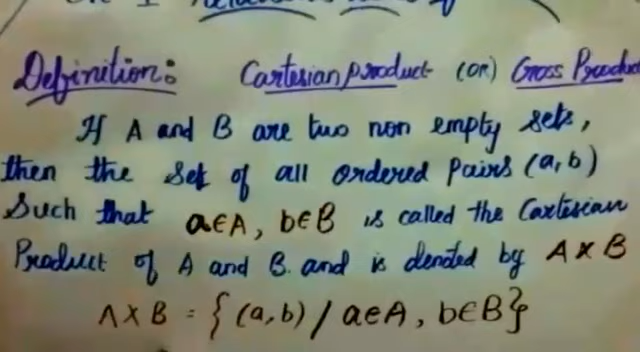 Definition: Cartesian product (OR) Cross Product
If A and B are two non empty sets,
then the set of all ordered pairs (a,b)
Such that a∈A, b∈B is called the Cartesian
Product of A and B. and is denoted by A X B
A X B = { (a,b) / a∈A, b∈B }